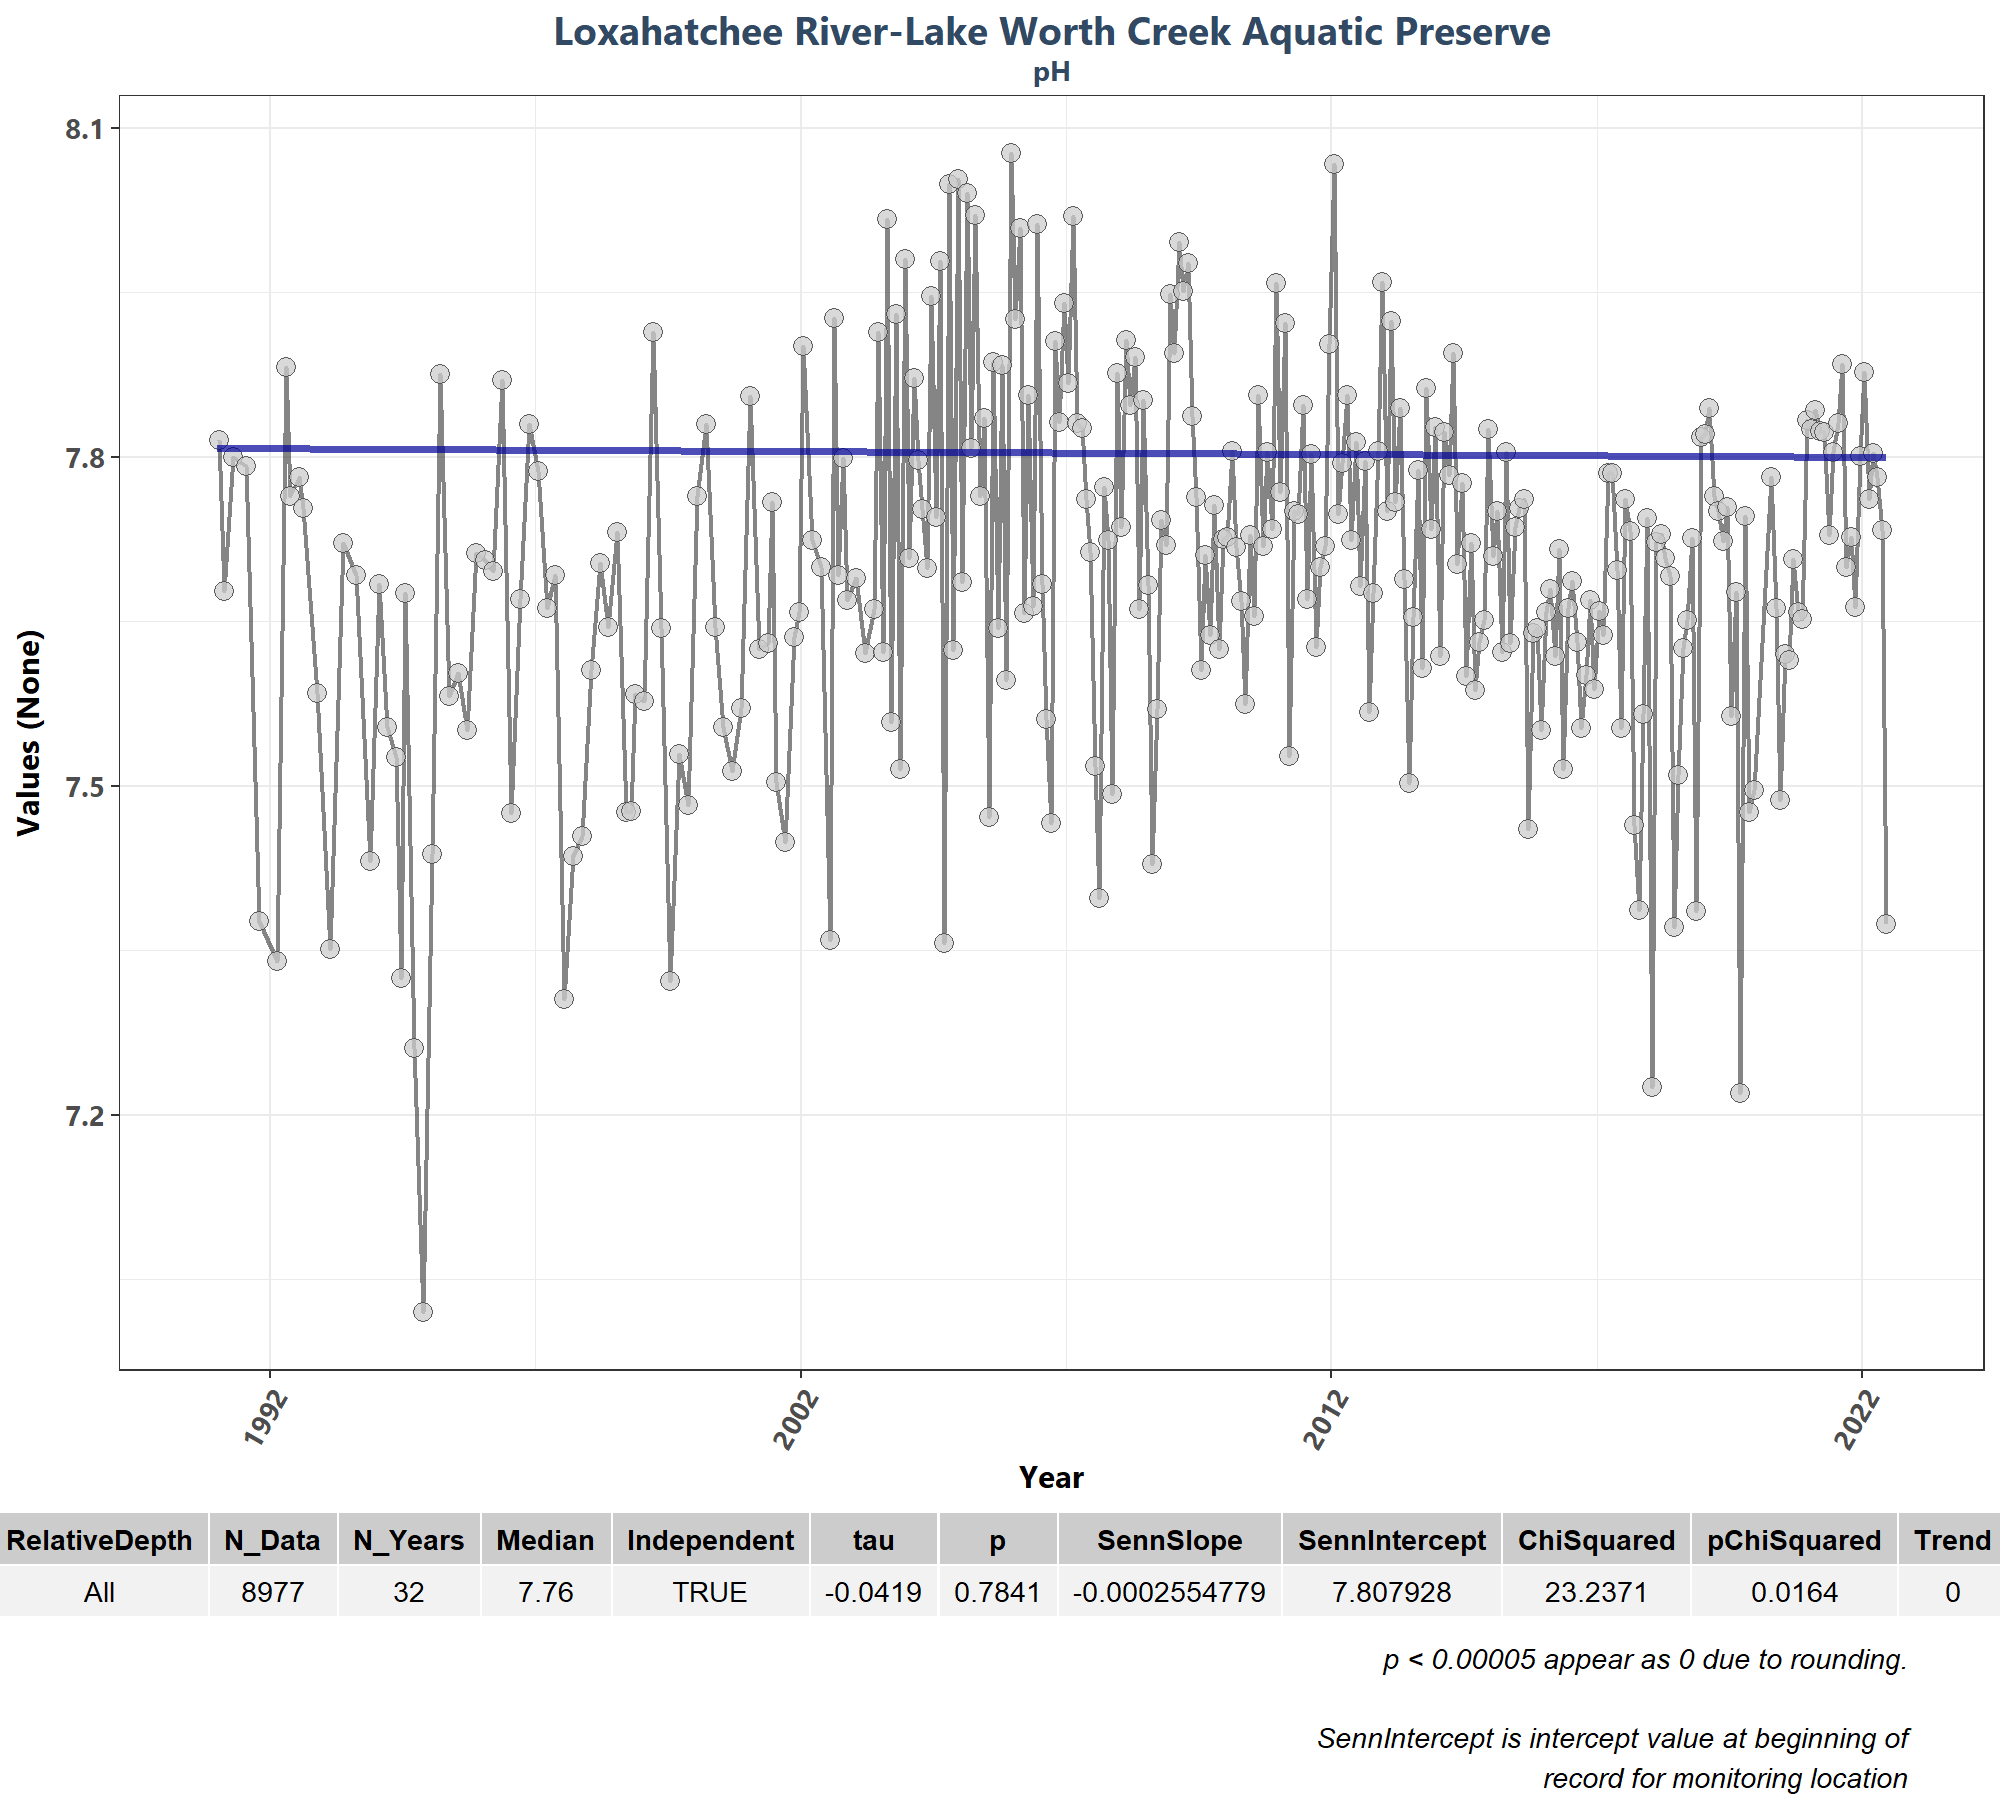 Loxahatchee River-Lake Worth Creek Aquatic Preserve
pH
Values (None)
8.1
7.8
7.5
7.2
1992
2002
2012
2022
Year
RelativeDepth N_Data N_Years Median Independent tau p SennSlope SennIntercept ChiSquared pChiSquared Trend
All 8977 32 7.76 TRUE -0.0419 0.7841 -0.0002554779 7.807928 23.2371 0.0164 0
p < 0.00005 appear as 0 due to rounding.
SennIntercept is intercept value at beginning of
record for monitoring location